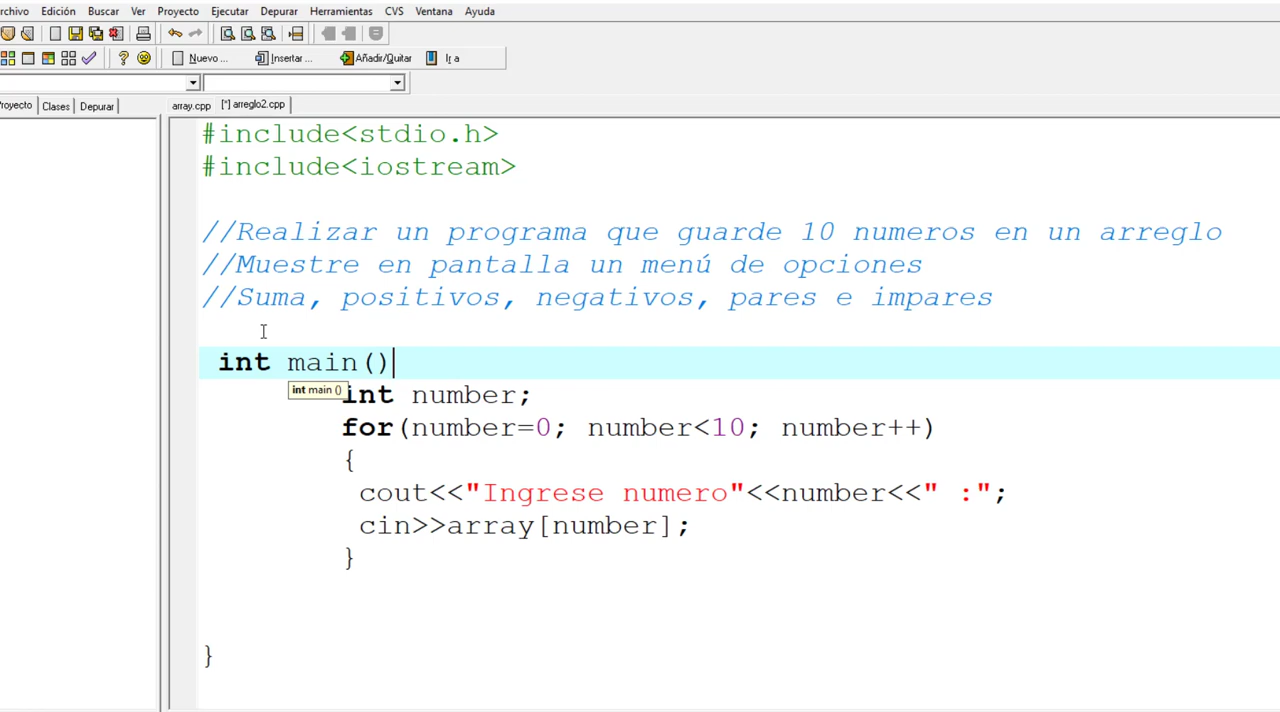 Archivo Edición Buscar Ver Proyecto Ejecutar Depurar Herramientas CVS Ventana Ayuda
Nuevo ... Insertar ... Añadir/Quitar Ir a
Proyecto Clases Depurar array.cpp [*] arreglo2.cpp
#include<stdio.h>
#include<iostream>
//Realizar un programa que guarde 10 numeros en un arreglo
//Muestre en pantalla un menú de opciones
//Suma, positivos, negativos, pares e impares
int main()
int main ()
int number;
for(number=0; number<10; number++)
{
cout<<"Ingrese numero"<<number<<" :";
cin>>array[number];
}
}